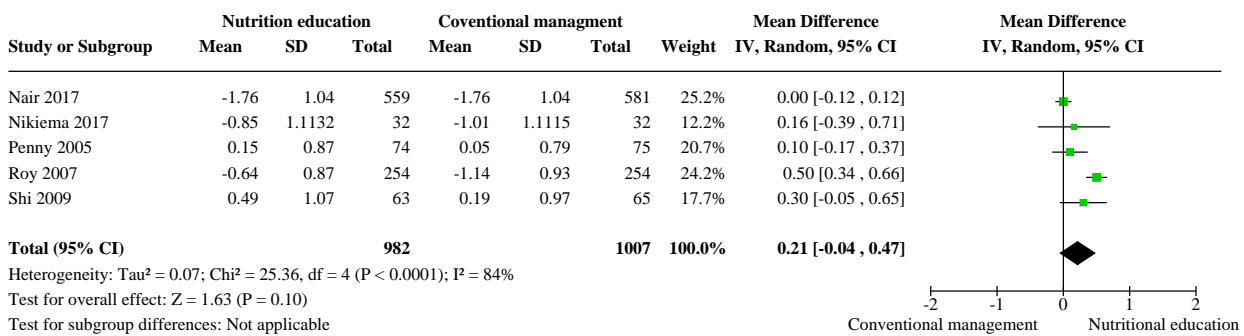 Nutrition education Coventional managment Mean Difference Mean Difference
Study or Subgroup Mean SD Total Mean SD Total Weight IV, Random, 95% CI IV, Random, 95% CI
Nair 2017 -1.76 1.04 559 -1.76 1.04 581 25.2% 0.00 [-0.12 , 0.12]
Nikiema 2017 -0.85 1.1132 32 -1.01 1.1115 32 12.2% 0.16 [-0.39 , 0.71]
Penny 2005 0.15 0.87 74 0.05 0.79 75 20.7% 0.10 [-0.17 , 0.37]
Roy 2007 -0.64 0.87 254 -1.14 0.93 254 24.2% 0.50 [0.34 , 0.66]
Shi 2009 0.49 1.07 63 0.19 0.97 65 17.7% 0.30 [-0.05 , 0.65]
Total (95% CI) 982 1007 100.0% 0.21 [-0.04 , 0.47]
Heterogeneity: Tau² = 0.07; Chi² = 25.36, df = 4 (P < 0.0001); I² = 84%
Test for overall effect: Z = 1.63 (P = 0.10)
-2 -1 0 1 2
Test for subgroup differences: Not applicable Conventional management Nutritional education